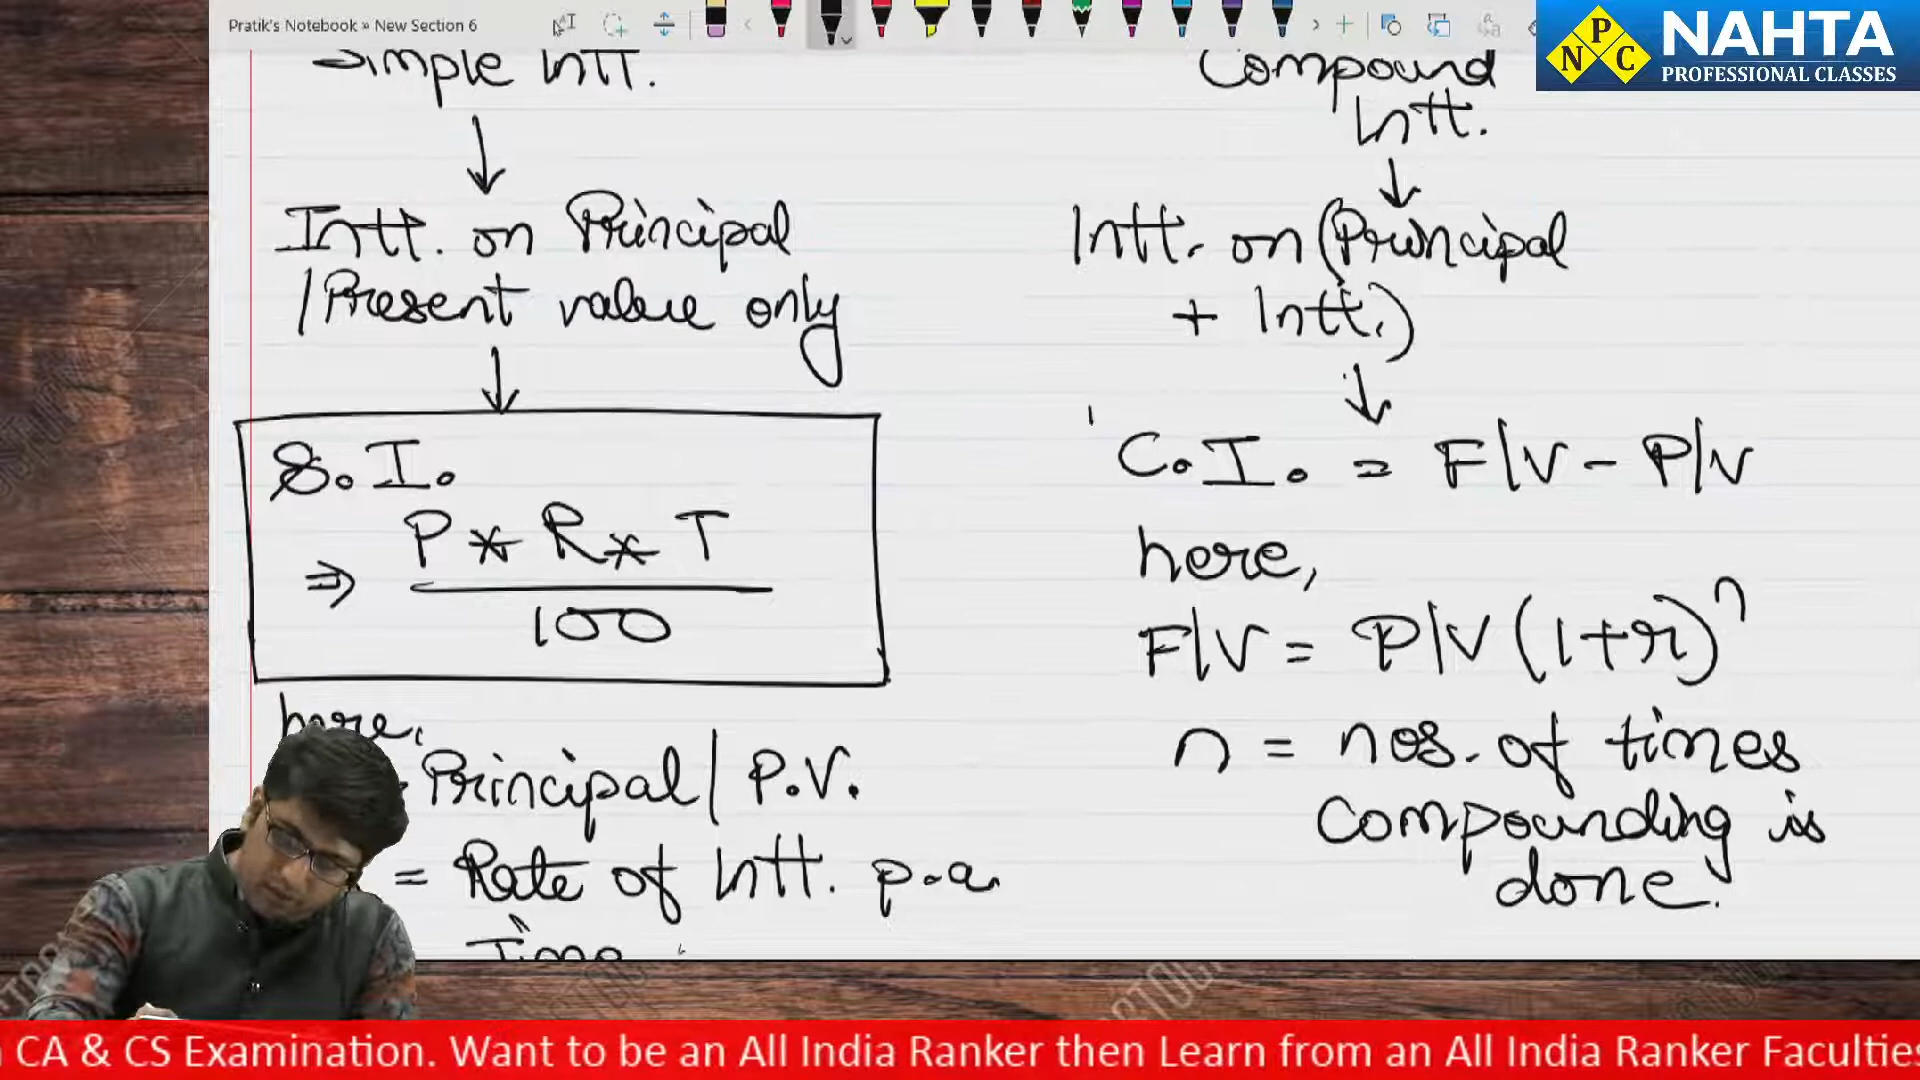 Pratik's Notebook » New Section 6
NPC
NAHTA
PROFESSIONAL CLASSES
Simple Intt.
Intt. on Principal
/Present value only
S.I.
⇒ P * R * T
100
here,
Principal/P.V.
= Rate of Intt. p.a.
Time
Compound
Intt.
Intt. on (Principal
+ Intt.)
C.I. = F/V - P/V
here,
F/V = P/V (1+r)^n
n = nos. of times
compounding is
done.
CA & CS Examination. Want to be an All India Ranker then Learn from an All India Ranker Faculties